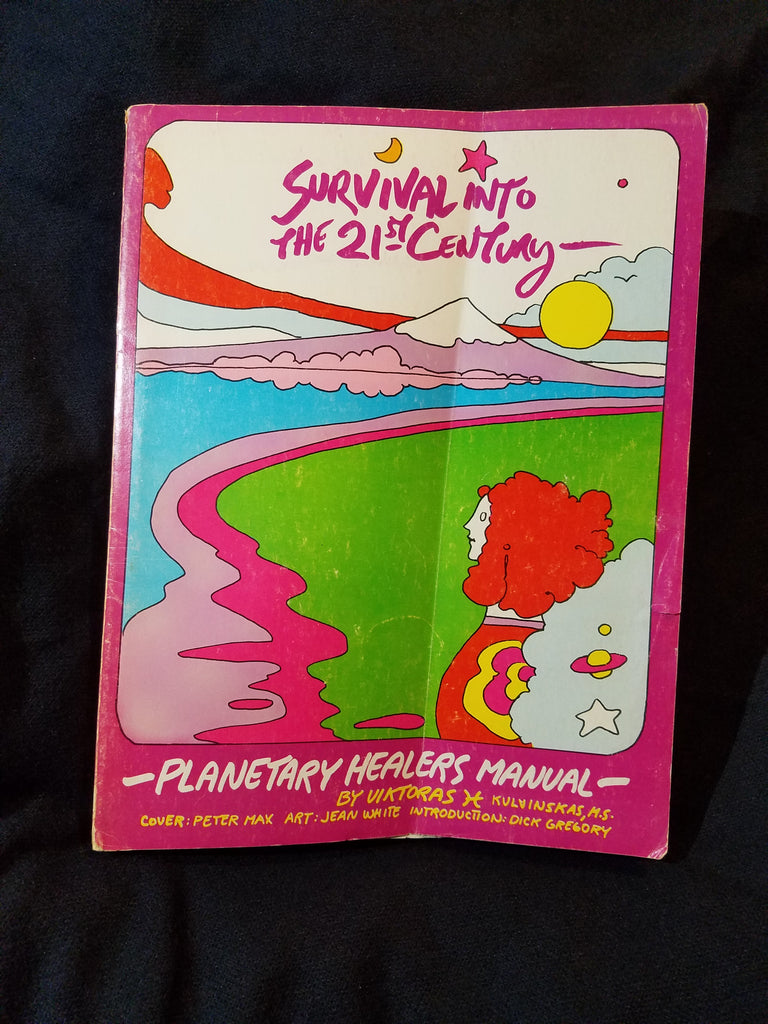 SURVIVAL INTO
THE 21ST CENTURY—
—PLANETARY HEALERS MANUAL—
BY VIKTORAS ♓ KULVINSKAS, M.S.
COVER: PETER MAX ART: JEAN WHITE INTRODUCTION: DICK GREGORY